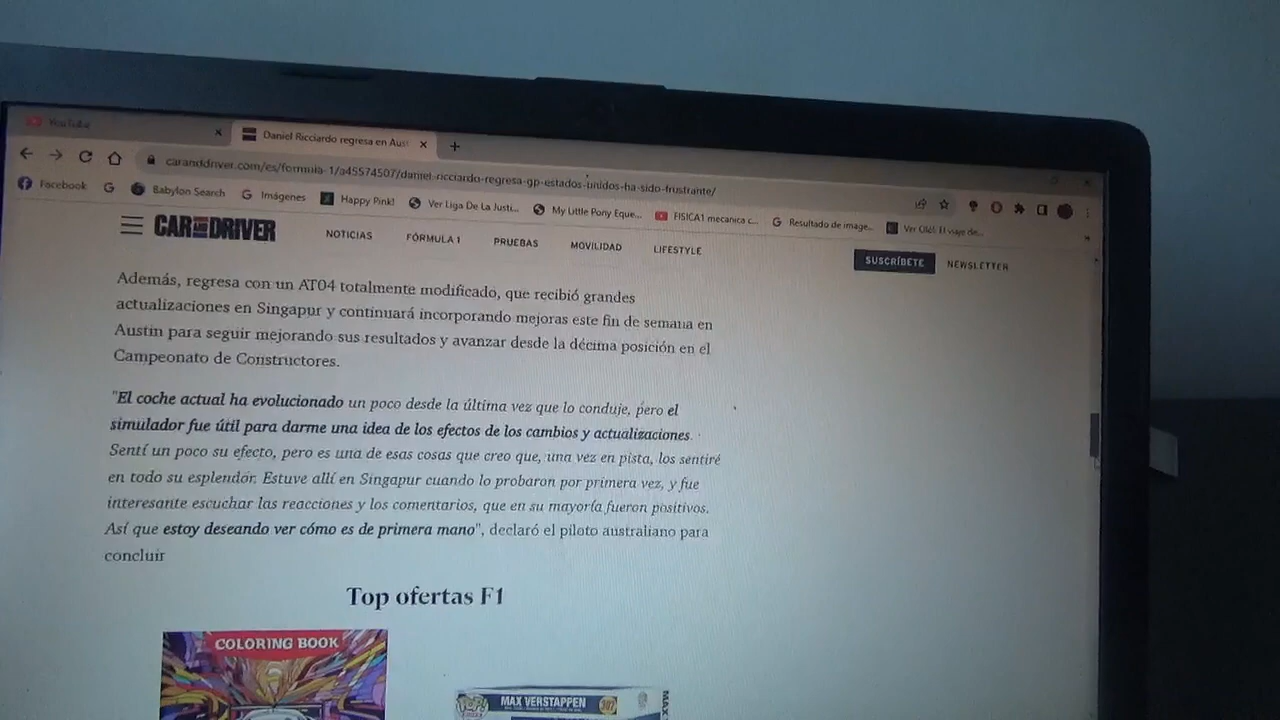 YouTube
Daniel Ricciardo regresa en Aust
caranddriver.com/es/formula-1/a45574507/daniel-ricciardo-regresa-gp-estados-unidos-ha-sido-frustrante/
Facebook
Babylon Search
Imágenes
Happy Pink!
Ver Liga De La Justi...
My Little Pony Eque...
FISICA1 mecanica c...
Resultado de image...
Ver Olé! El viaje de...
CAR AND DRIVER
NOTICIAS
FÓRMULA 1
PRUEBAS
MOVILIDAD
LIFESTYLE
SUSCRÍBETE
NEWSLETTER
Además, regresa con un AT04 totalmente modificado, que recibió grandes
actualizaciones en Singapur y continuará incorporando mejoras este fin de semana en
Austin para seguir mejorando sus resultados y avanzar desde la décima posición en el
Campeonato de Constructores.
"El coche actual ha evolucionado un poco desde la última vez que lo conduje, pero el
simulador fue útil para darme una idea de los efectos de los cambios y actualizaciones.
Sentí un poco su efecto, pero es una de esas cosas que creo que, una vez en pista, los sentiré
en todo su esplendor. Estuve allí en Singapur cuando lo probaron por primera vez, y fue
interesante escuchar las reacciones y los comentarios, que en su mayoría fueron positivos.
Así que estoy deseando ver cómo es de primera mano", declaró el piloto australiano para
concluir
Top ofertas F1
COLORING BOOK
POP!
MAX VERSTAPPEN
MAX